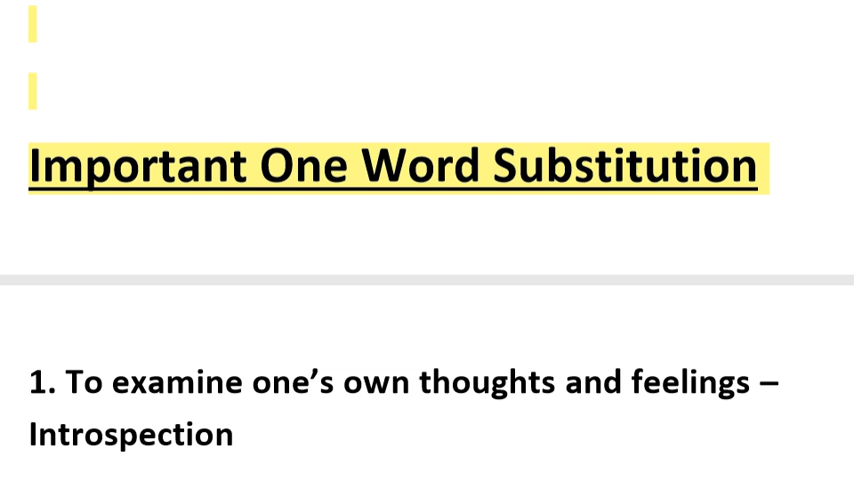 Important One Word Substitution
1. To examine one’s own thoughts and feelings –
Introspection